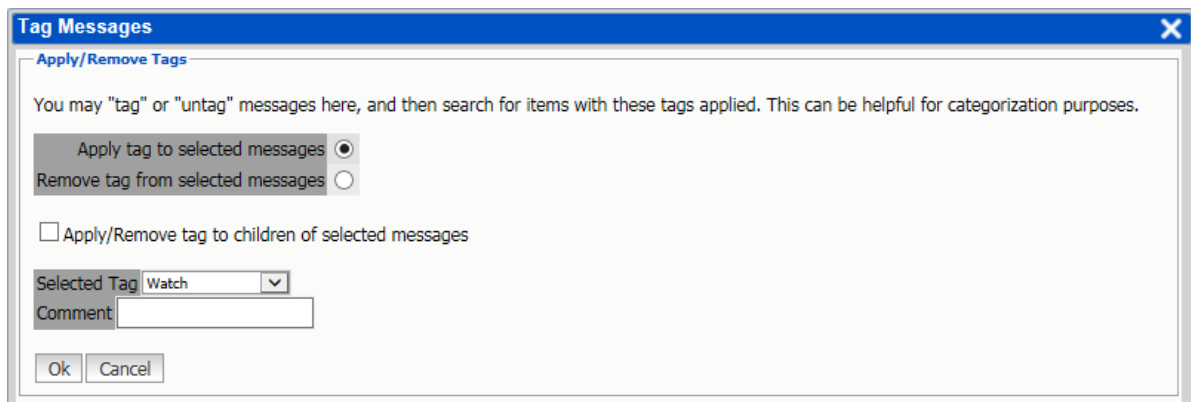 Tag Messages
Apply/Remove Tags
You may "tag" or "untag" messages here, and then search for items with these tags applied. This can be helpful for categorization purposes.
Apply tag to selected messages
Remove tag from selected messages
Apply/Remove tag to children of selected messages
Selected Tag Watch
Comment
Ok Cancel